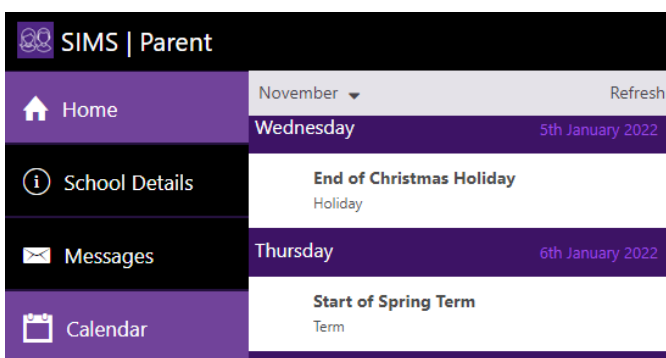 SIMS | Parent
Home
School Details
Messages
Calendar
November Refresh
Wednesday 5th January 2022
End of Christmas Holiday
Holiday
Thursday 6th January 2022
Start of Spring Term
Term